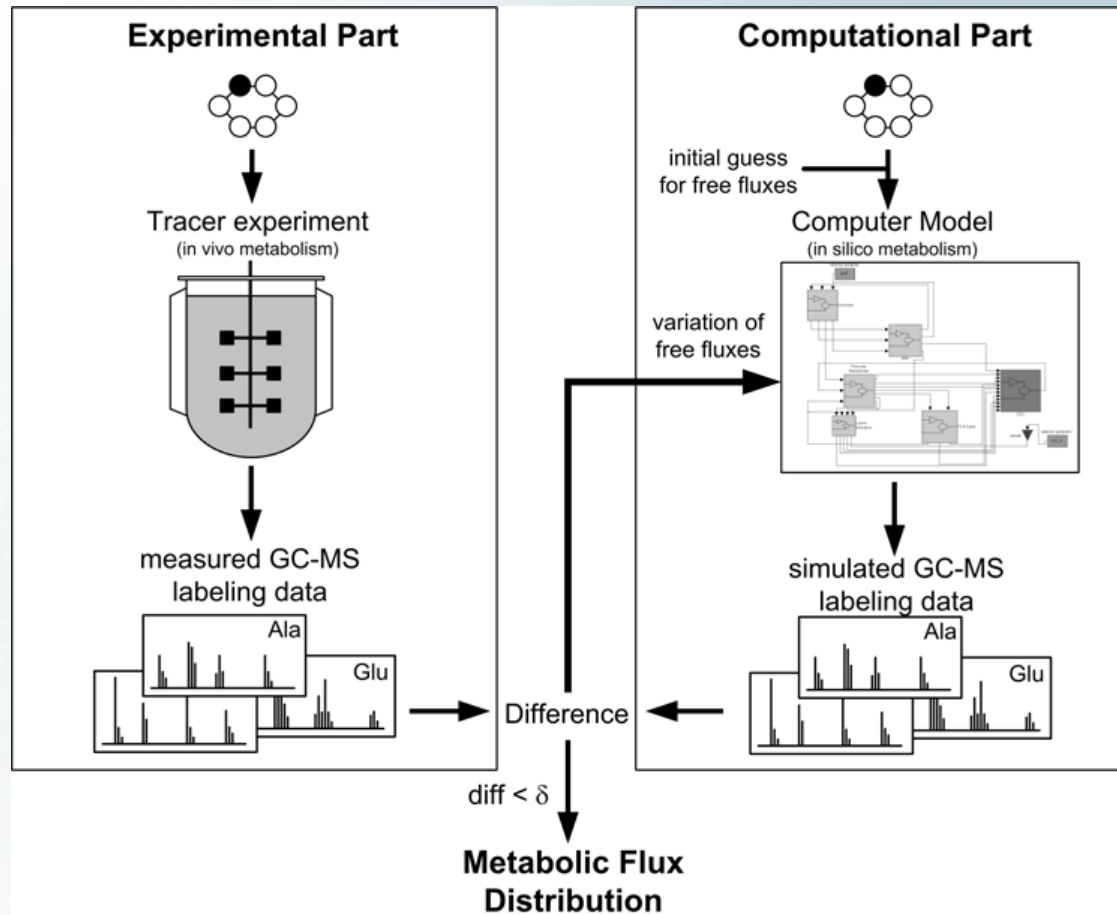 Experimental Part
Tracer experiment
(in vivo metabolism)
measured GC-MS
labeling data
Ala
Glu
Computational Part
initial guess
for free fluxes
Computer Model
(in silico metabolism)
variation of
free fluxes
simulated GC-MS
labeling data
Ala
Glu
Difference
diff < δ
Metabolic Flux
Distribution